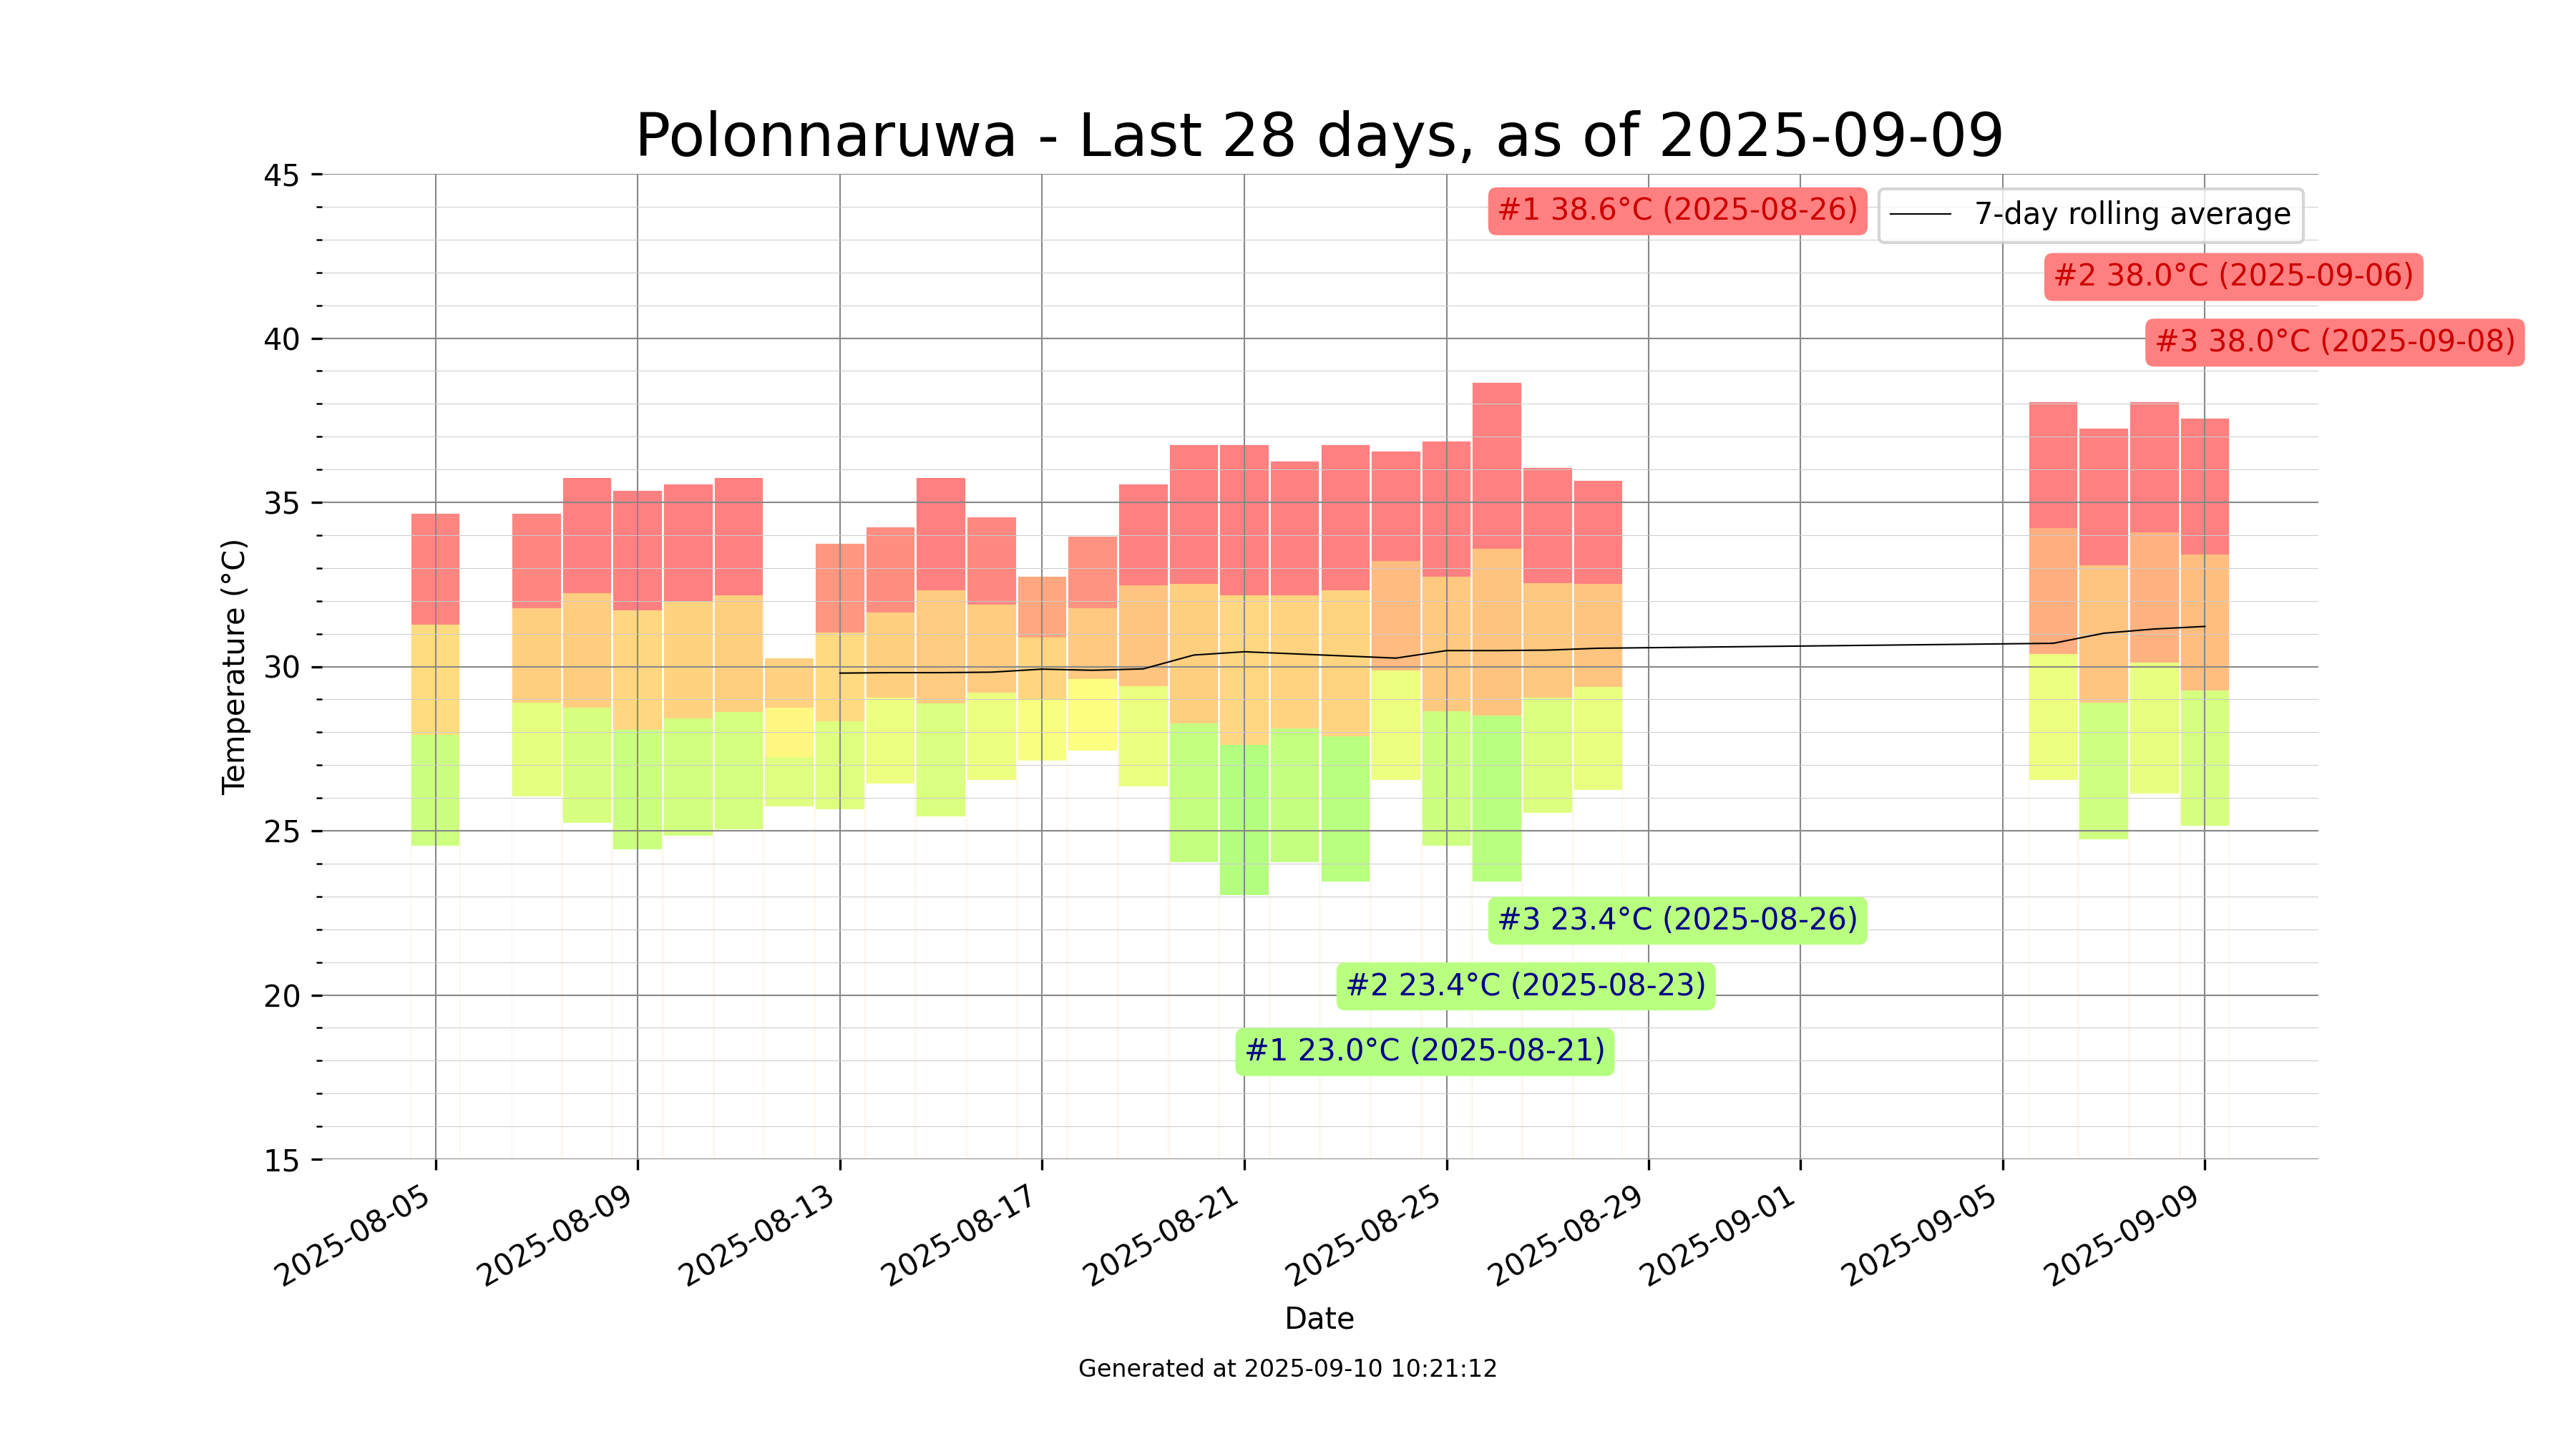 Polonnaruwa - Last 28 days, as of 2025-09-09
45
40
35
30
25
20
15
Temperature (°C)
#1 38.6°C (2025-08-26)
7-day rolling average
#2 38.0°C (2025-09-06)
#3 38.0°C (2025-09-08)
#3 23.4°C (2025-08-26)
#2 23.4°C (2025-08-23)
#1 23.0°C (2025-08-21)
2025-08-05
2025-08-09
2025-08-13
2025-08-17
2025-08-21
2025-08-25
2025-08-29
2025-09-01
2025-09-05
2025-09-09
Date
Generated at 2025-09-10 10:21:12